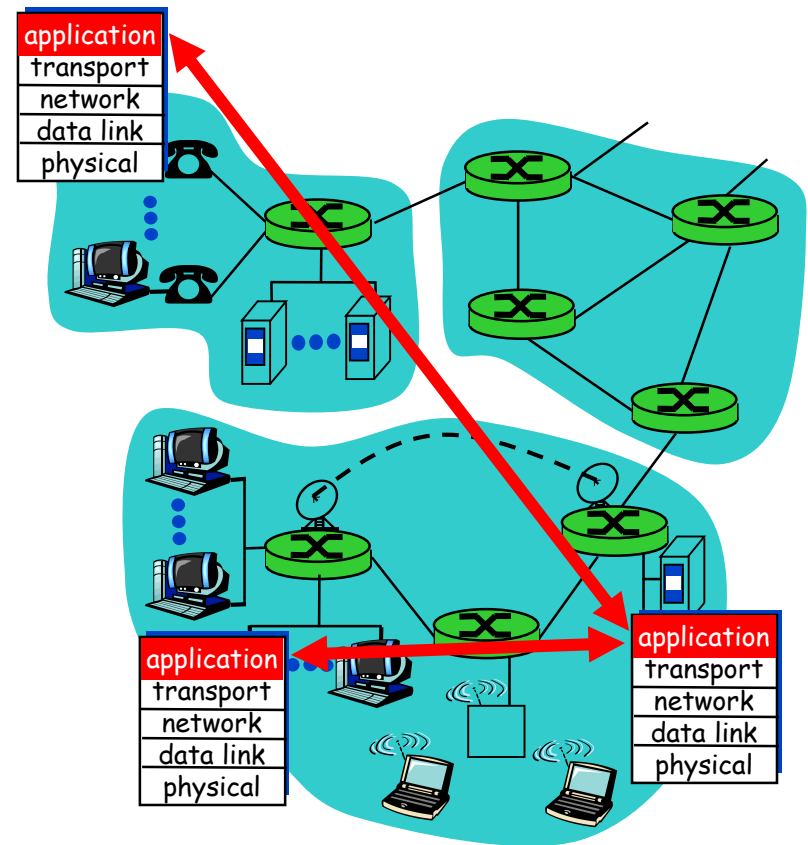 application
transport
network
data link
physical
application
transport
network
data link
physical
application
transport
network
data link
physical